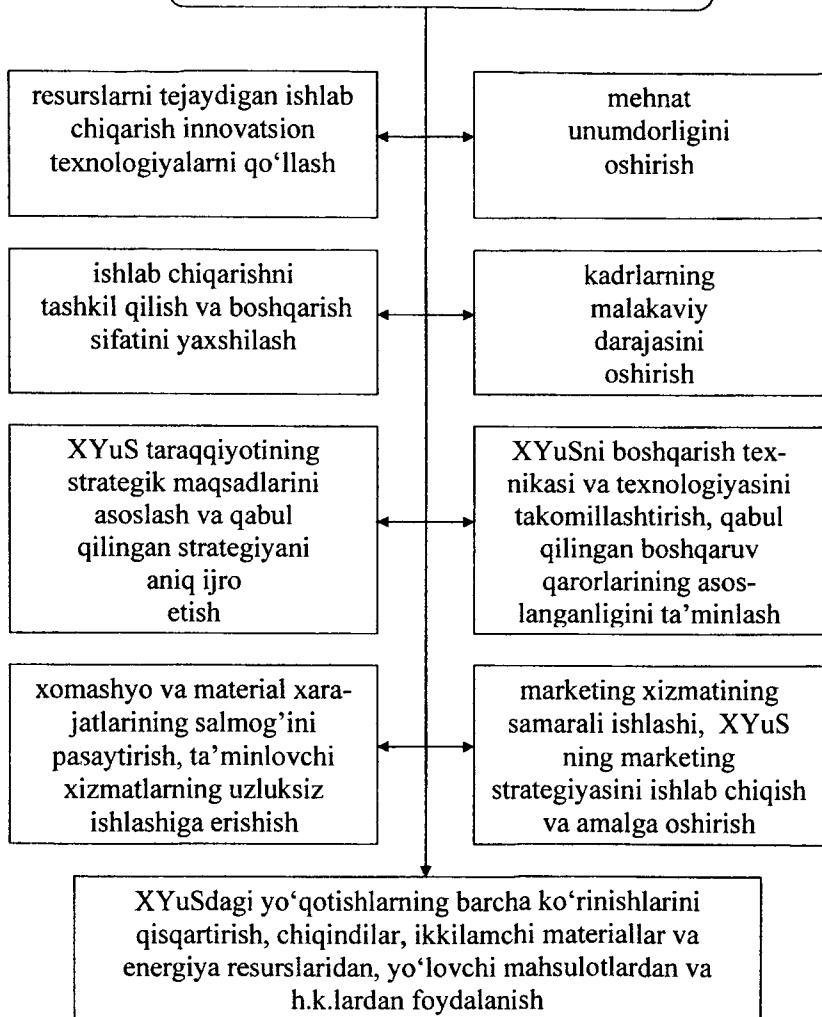 resurslarni tejaydigan ishlab
chiqarish innovatsion
texnologiyalarni qo‘llash
mehnat
unumdorligini
oshirish
ishlab chiqarishni
tashkil qilish va boshqarish
sifatini yaxshilash
kadrlarning
malakaviy
darajasini
oshirish
XYuS taraqqiyotining
strategik maqsadlarini
asoslash va qabul
qilingan strategiyani
aniq ijro
etish
XYuSni boshqarish tex-
nikasi va texnologiyasini
takomillashtirish, qabul
qilingan boshqaruv
qarorlarining asos-
langanligini ta’minlash
xomashyo va material xara-
jatlarining salmog'ini
pasaytirish, ta’minlovchi
xizmatlarning uzluksiz
ishlashiga erishish
marketing xizmatining
samarali ishlashi, XYuS
ning marketing
strategiyasini ishlab chiqish
va amalga oshirish
XYuSdagi yo‘qotishlarning barcha ko‘rinishlarini
qisqartirish, chiqindilar, ikkilamchi materiallar va
energiya resurslaridan, yo‘lovchi mahsulotlardan va
h.k.lardan foydalanish